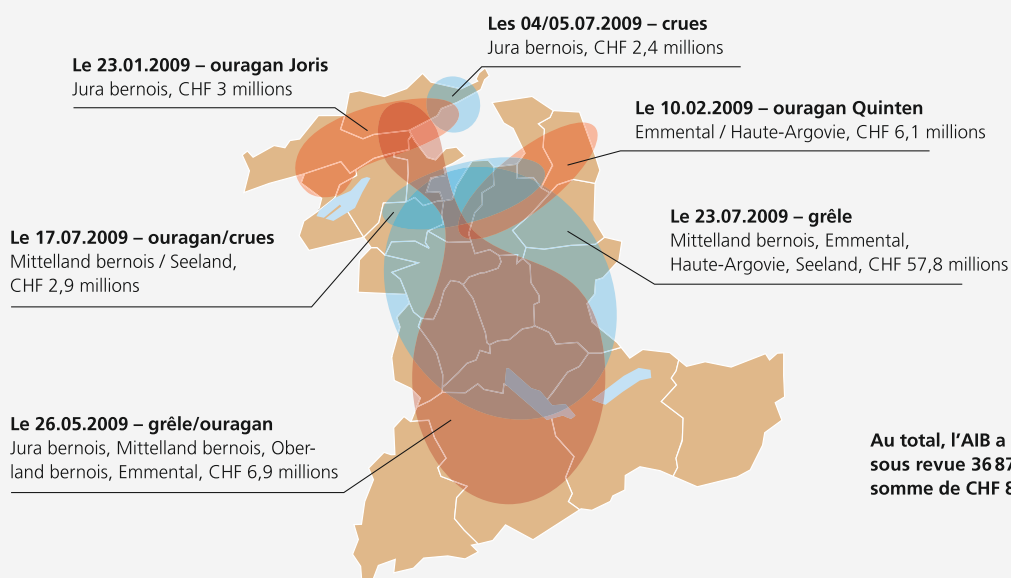 Les 04/05.07.2009 – crues
Jura bernois, CHF 2,4 millions
Le 23.01.2009 – ouragan Joris
Jura bernois, CHF 3 millions
Le 10.02.2009 – ouragan Quinten
Emmental / Haute-Argovie, CHF 6,1 millions
Le 23.07.2009 – grêle
Mittelland bernois, Emmental,
Haute-Argovie, Seeland, CHF 57,8 millions
Le 17.07.2009 – ouragan/crues
Mittelland bernois / Seeland,
CHF 2,9 millions
Le 26.05.2009 – grêle/ouragan
Jura bernois, Mittelland bernois, Ober-
land bernois, Emmental, CHF 6,9 millions
Au total, l’AIB a
sous revue 36 87
somme de CHF 8